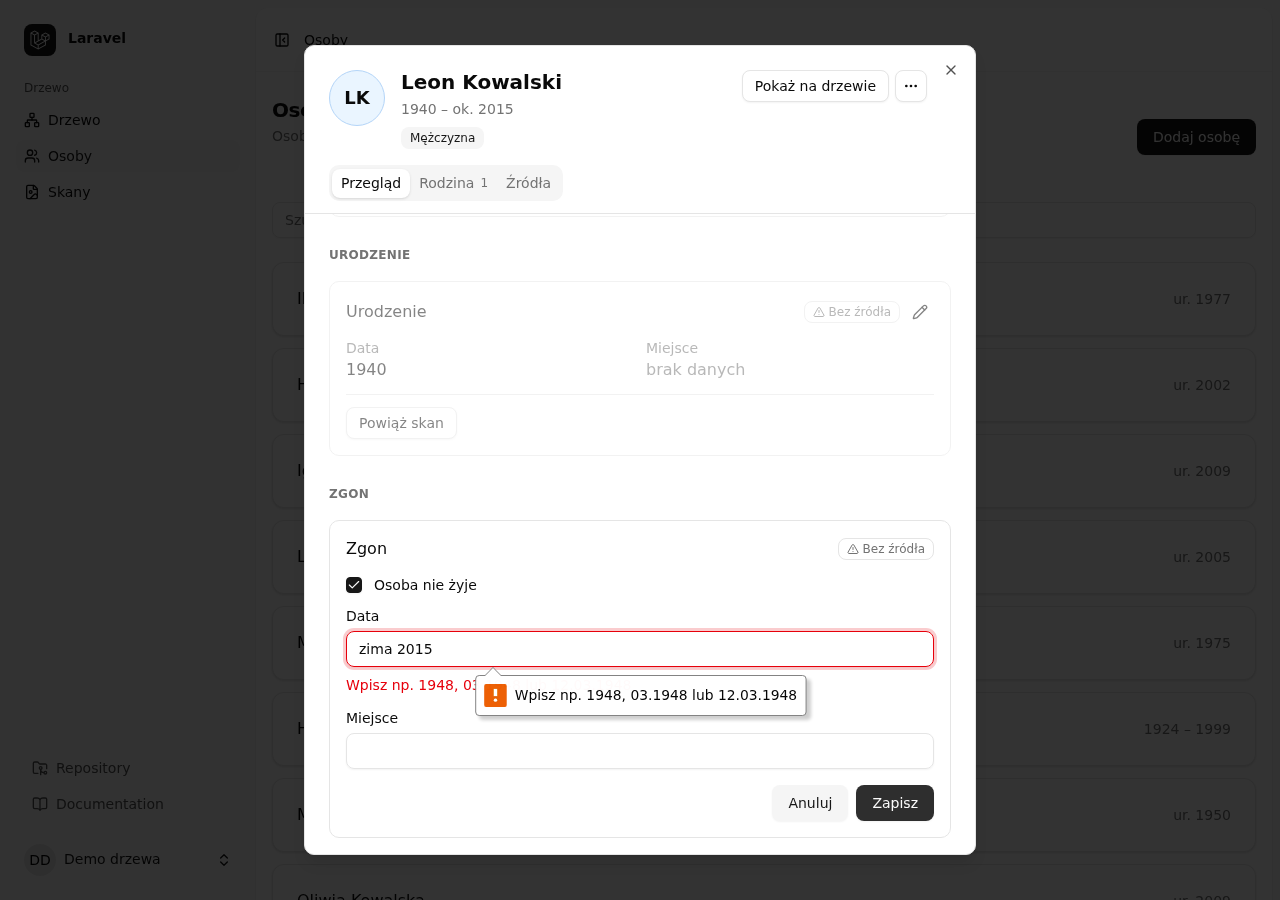 Laravel
Osoby
Drzewo
Drzewo
Osoby
Skany
Repository
Documentation
DD Demo drzewa
Dodaj osobę
ur. 1977
ur. 2002
ur. 2009
ur. 2005
ur. 1975
1924 – 1999
ur. 1950
Oliwia Kowalska
LK
Leon Kowalski
1940 – ok. 2015
Mężczyzna
Pokaż na drzewie
Przegląd
Rodzina 1
Źródła
URODZENIE
Urodzenie
Bez źródła
Data
Miejsce
1940
brak danych
Powiąż skan
ZGON
Zgon
Bez źródła
Osoba nie żyje
Data
zima 2015
Wpisz np. 1948,
Wpisz np. 1948, 03.1948 lub 12.03.1948
Miejsce
Anuluj
Zapisz